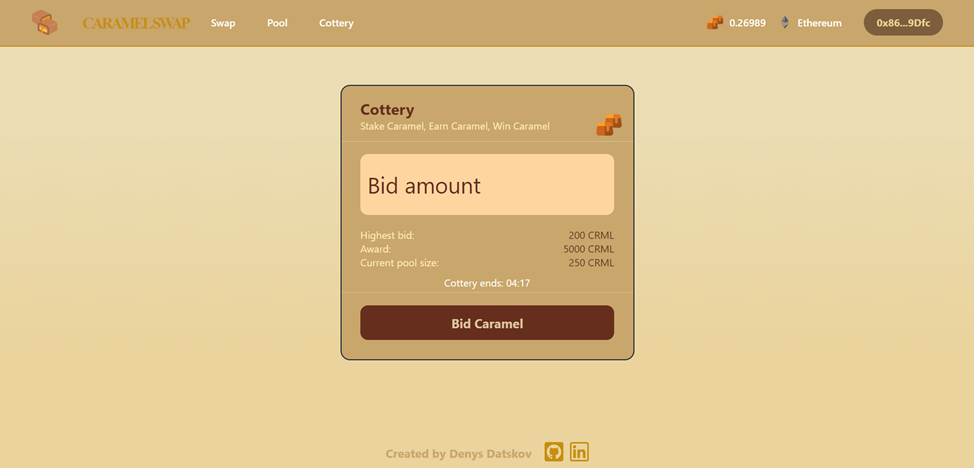 CARAMELSWAP Swap Pool Cottery 0.26989 Ethereum 0x86...9Dfc
Cottery
Stake Caramel, Earn Caramel, Win Caramel
Bid amount
Highest bid: 200 CRML
Award: 5000 CRML
Current pool size: 250 CRML
Cottery ends: 04:17
Bid Caramel
Created by Denys Datskov